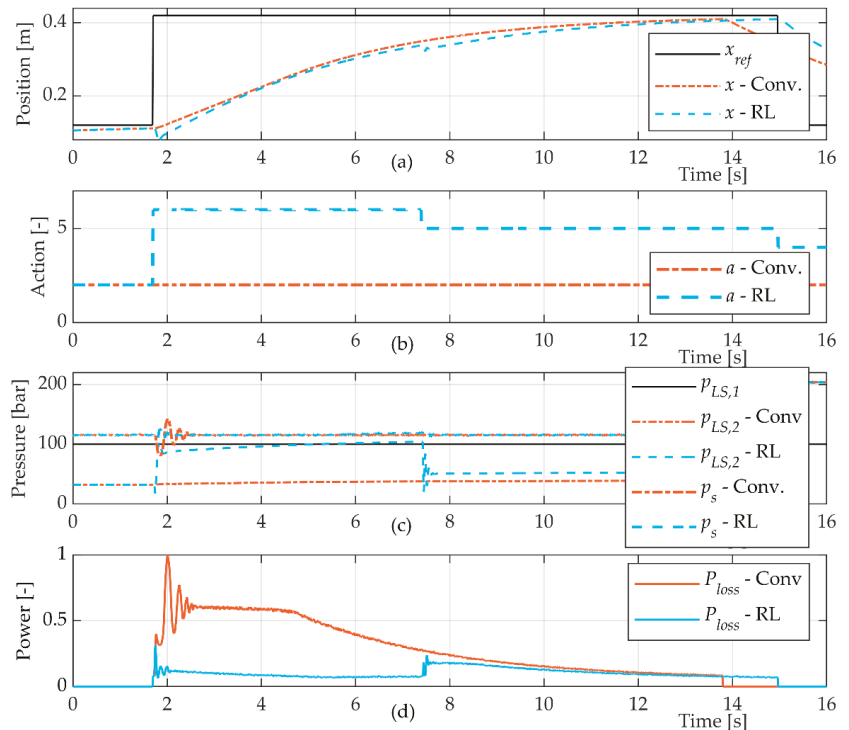 0.4
0.2
Position [m]
x_ref
x - Conv.
x - RL
0 2 4 6 8 10 12 14 16
(a)
Time [s]
5
0
Action [-]
a - Conv.
a - RL
0 2 4 6 8 10 12 14 16
(b)
Time [s]
200
100
0
Pressure [bar]
p_LS,1
p_LS,2 - Conv
p_LS,2 - RL
p_s - Conv.
p_s - RL
0 2 4 6 8 10 12
(c)
1
0.5
0
Power [-]
P_loss - Conv
P_loss - RL
0 2 4 6 8 10 12 14 16
(d)
Time [s]